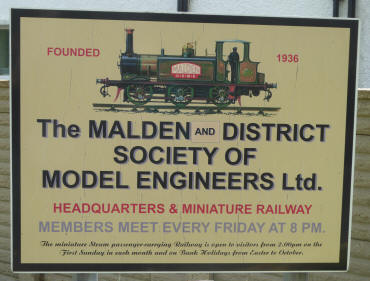 FOUNDED 1936
MALDEN
The MALDEN AND DISTRICT
SOCIETY OF
MODEL ENGINEERS Ltd.
HEADQUARTERS & MINIATURE RAILWAY
MEMBERS MEET EVERY FRIDAY AT 8 PM.
The miniature Steam passenger-carrying Railway is open to visitors from 2.00pm on the
First Sunday in each month and on Bank Holidays from Easter to October.